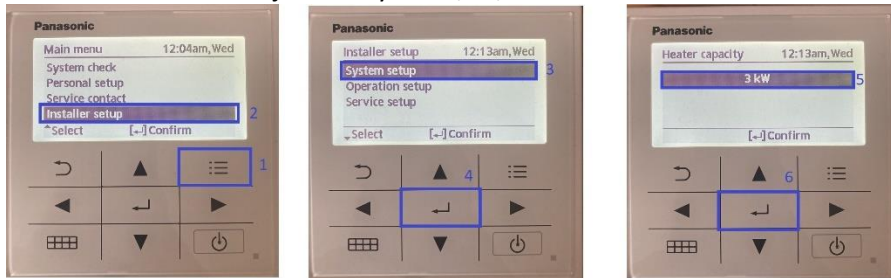 Panasonic
Main menu 12:04am,Wed
System check
Personal setup
Service contact
Installer setup
2
Select [↵] Confirm
1
Panasonic
Installer setup 12:13am,Wed
System setup
3
Operation setup
Service setup
Select [↵] Confirm
4
Panasonic
Heater capacity 12:13am,Wed
3 kW
5
[↵] Confirm
6